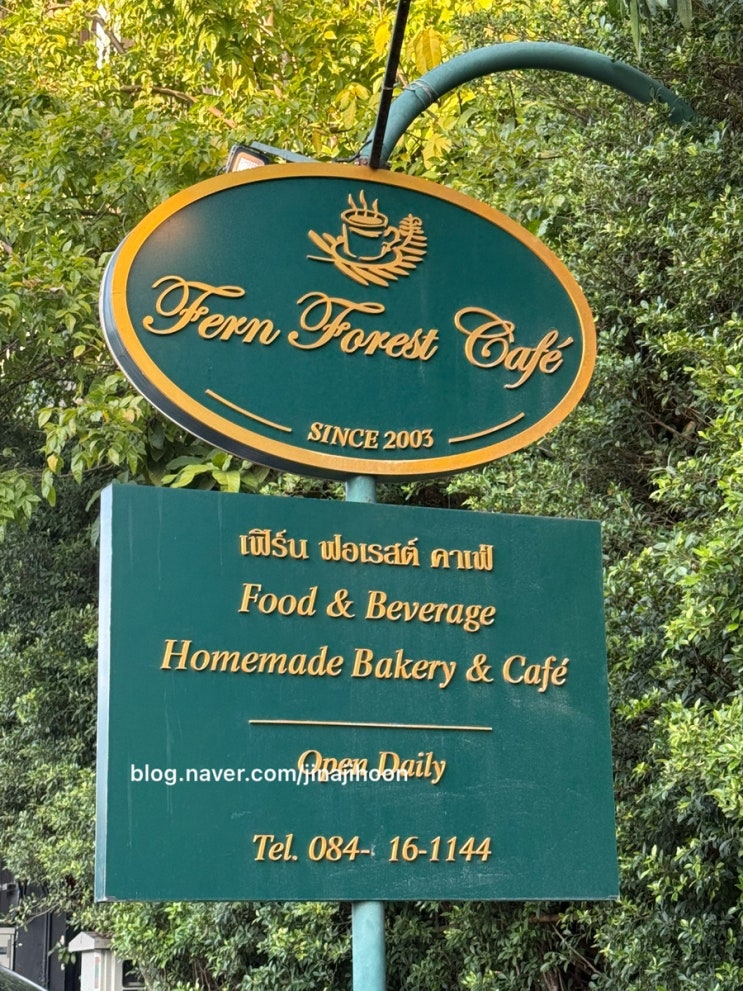 Fern Forest Café
SINCE 2003
เฟิร์น ฟอเรสต์ คาเฟ่
Food & Beverage
Homemade Bakery & Café
Open Daily
blog.naver.com/jinajihoon
Tel. 084- 16-1144